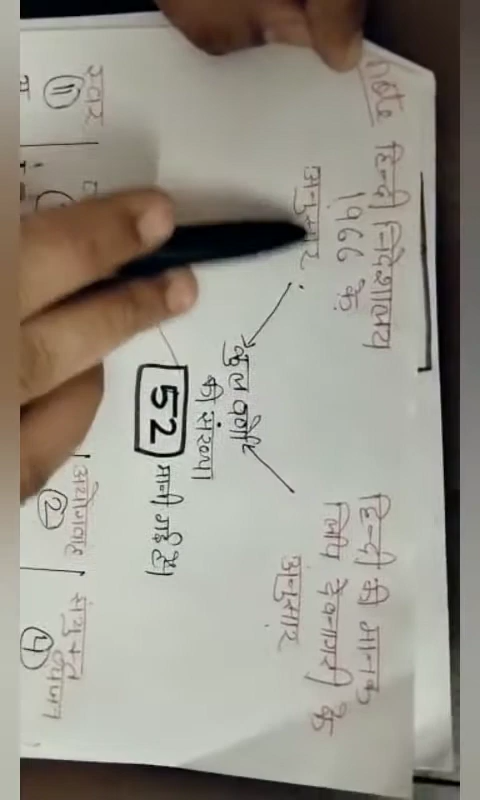 note हिन्दी निदेशालय
1966 के
अनुसार
हिन्दी की मानक
लिपि देवनागरी के
अनुसार
कुल वर्णों
की संख्या
52 मानी गई है।
स्वर
11
अयोगवाह
2
संयुक्त
व्यंजन
4